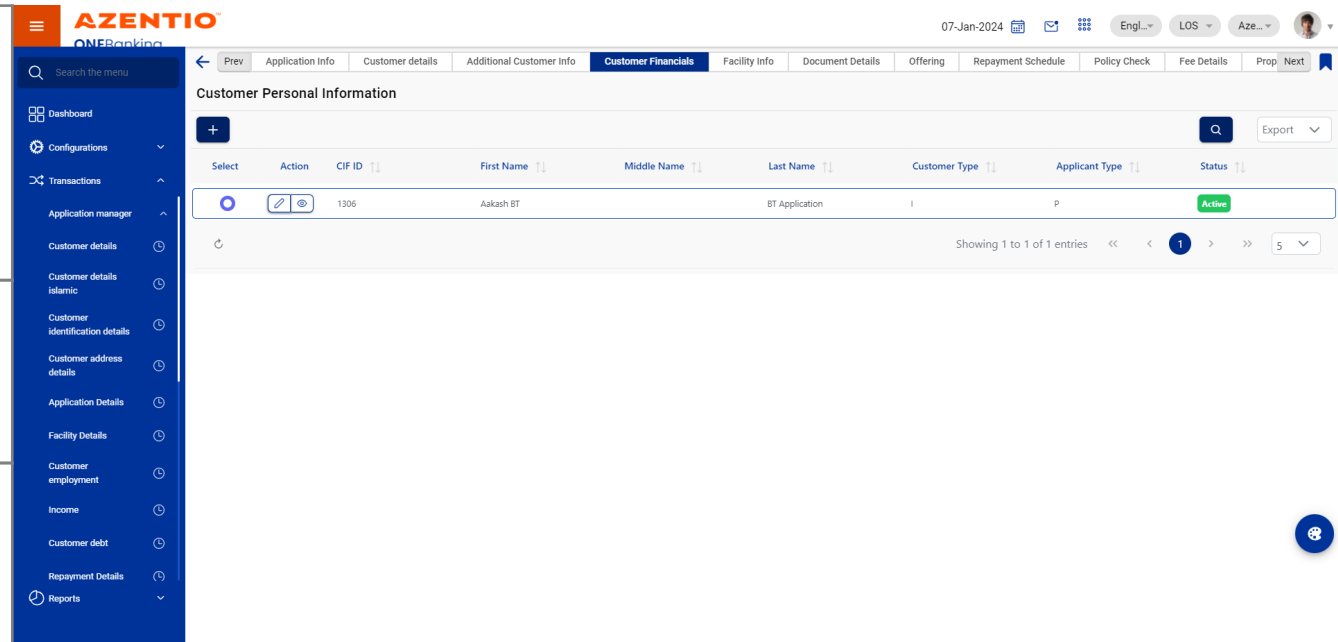 AZENTIO
ONEBanking
07-Jan-2024 Engl... LOS Aze...
Search the menu
Dashboard
Configurations
Transactions
Application manager
Customer details
Customer details
islamic
Customer
identification details
Customer address
details
Application Details
Facility Details
Customer
employment
Income
Customer debt
Repayment Details
Reports
Prev Application Info Customer details Additional Customer Info Customer Financials Facility Info Document Details Offering Repayment Schedule Policy Check Fee Details Prop Next
Customer Personal Information
+ Export
Select Action CIF ID First Name Middle Name Last Name Customer Type Applicant Type Status
1306 Aakash BT BT Application I P Active
Showing 1 to 1 of 1 entries << < 1 > >> 5